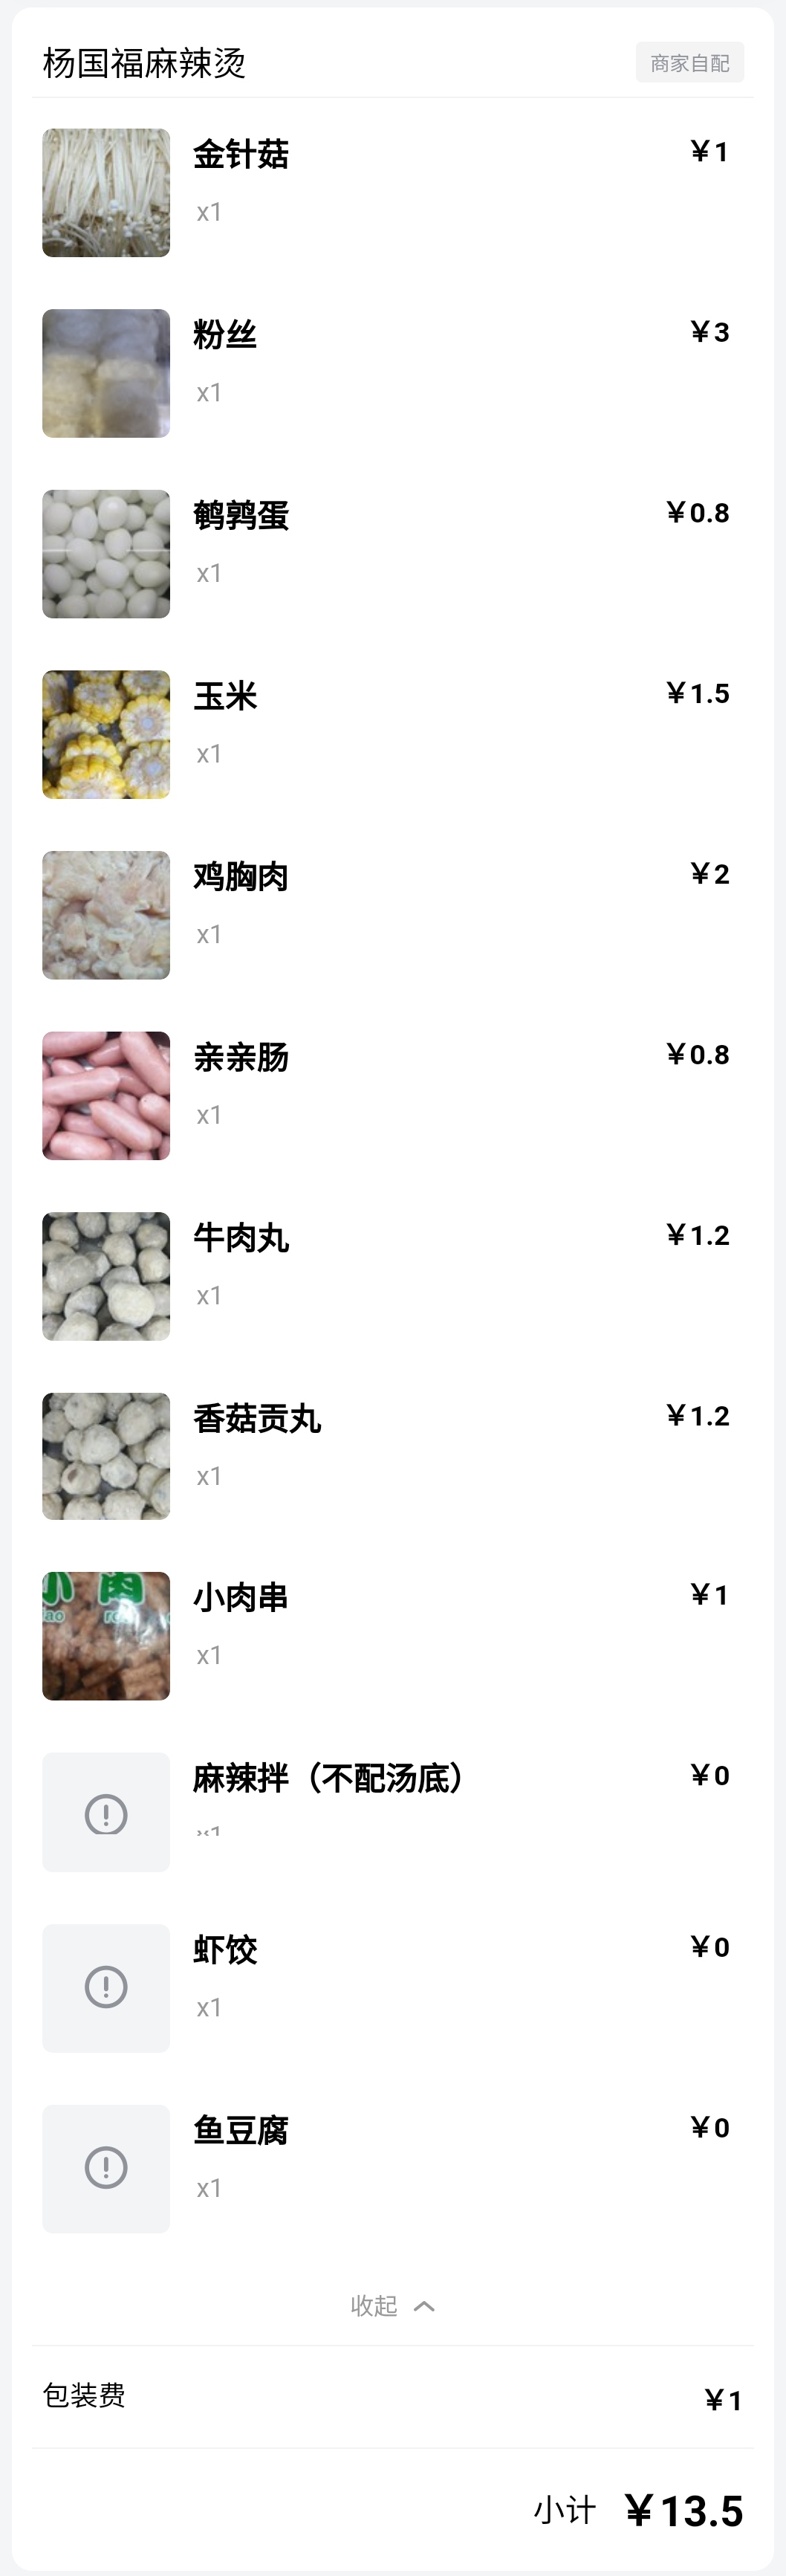 杨国福麻辣烫
商家自配
金针菇
￥1
x1
粉丝
￥3
x1
鹌鹑蛋
￥0.8
x1
玉米
￥1.5
x1
鸡胸肉
￥2
x1
亲亲肠
￥0.8
x1
牛肉丸
￥1.2
x1
香菇贡丸
￥1.2
x1
小肉串
￥1
x1
麻辣拌（不配汤底）
￥0
x1
虾饺
￥0
x1
鱼豆腐
￥0
x1
收起
包装费
￥1
小计 ￥13.5